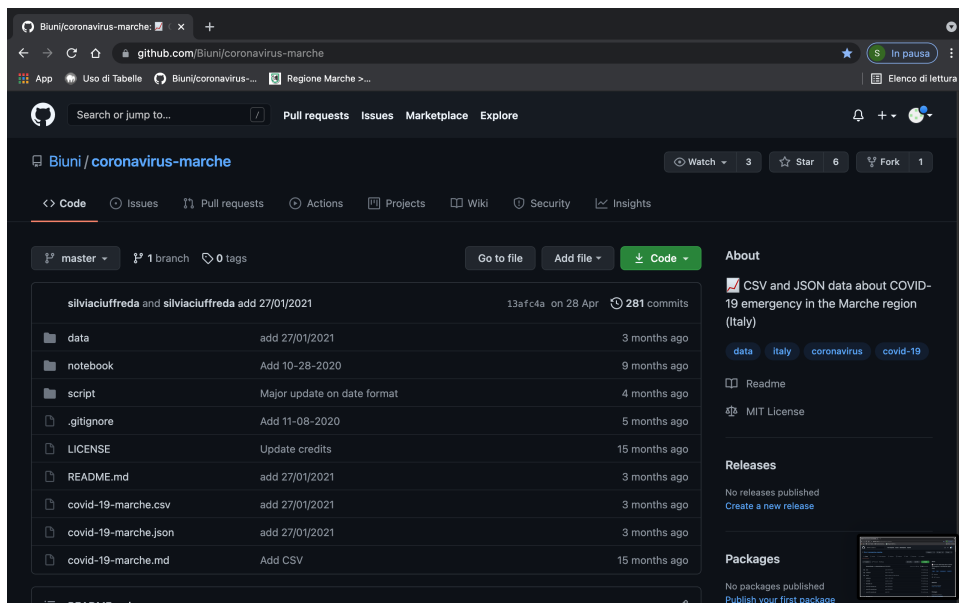 Biuni/coronavirus-marche: 📈 C
github.com/Biuni/coronavirus-marche
S In pausa
App Uso di Tabelle Biuni/coronavirus-... Regione Marche >... Elenco di lettura
Search or jump to... / Pull requests Issues Marketplace Explore
Biuni / coronavirus-marche Watch 3 Star 6 Fork 1
Code Issues Pull requests Actions Projects Wiki Security Insights
master 1 branch 0 tags Go to file Add file Code
silviaciuffreda and silviaciuffreda add 27/01/2021 13afc4a on 28 Apr 281 commits
data add 27/01/2021 3 months ago
notebook Add 10-28-2020 9 months ago
script Major update on date format 4 months ago
.gitignore Add 11-08-2020 5 months ago
LICENSE Update credits 15 months ago
README.md add 27/01/2021 3 months ago
covid-19-marche.csv add 27/01/2021 3 months ago
covid-19-marche.json add 27/01/2021 3 months ago
covid-19-marche.md Add CSV 15 months ago
About
📈 CSV and JSON data about COVID-
19 emergency in the Marche region
(Italy)
data italy coronavirus covid-19
Readme
MIT License
Releases
No releases published
Create a new release
Packages
No packages published
Publish your first package